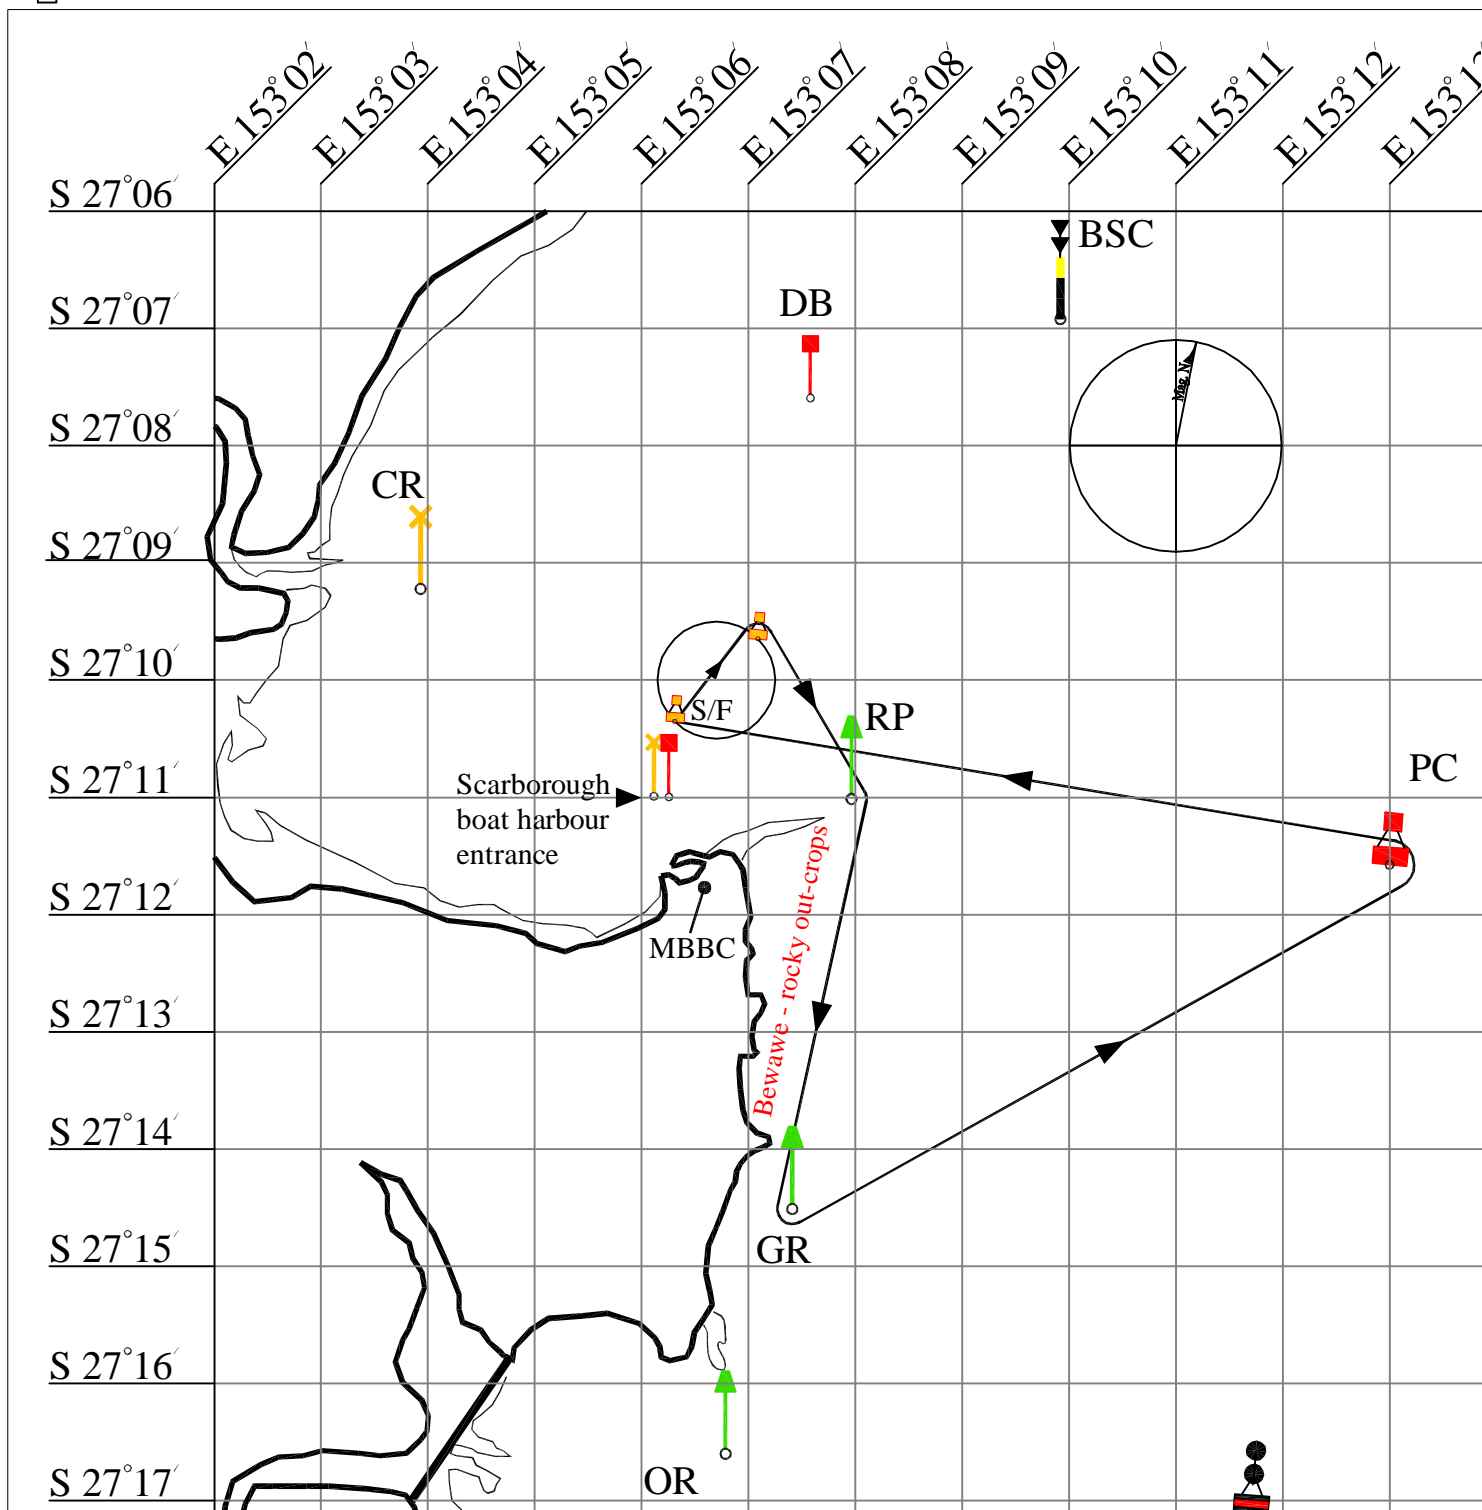 E 153°02′
E 153°03′
E 153°04′
E 153°05′
E 153°06′
E 153°07′
E 153°08′
E 153°09′
E 153°10′
E 153°11′
E 153°12′
S 27°06′
BSC
S 27°07′
DB
Mag. N
S 27°08′
CR
S 27°09′
S 27°10′
S/F
RP
S 27°11′
PC
Scarborough
boat harbour
entrance
S 27°12′
MBBC
Bewawe - rocky out-crops
S 27°13′
S 27°14′
S 27°15′
GR
S 27°16′
S 27°17′
OR